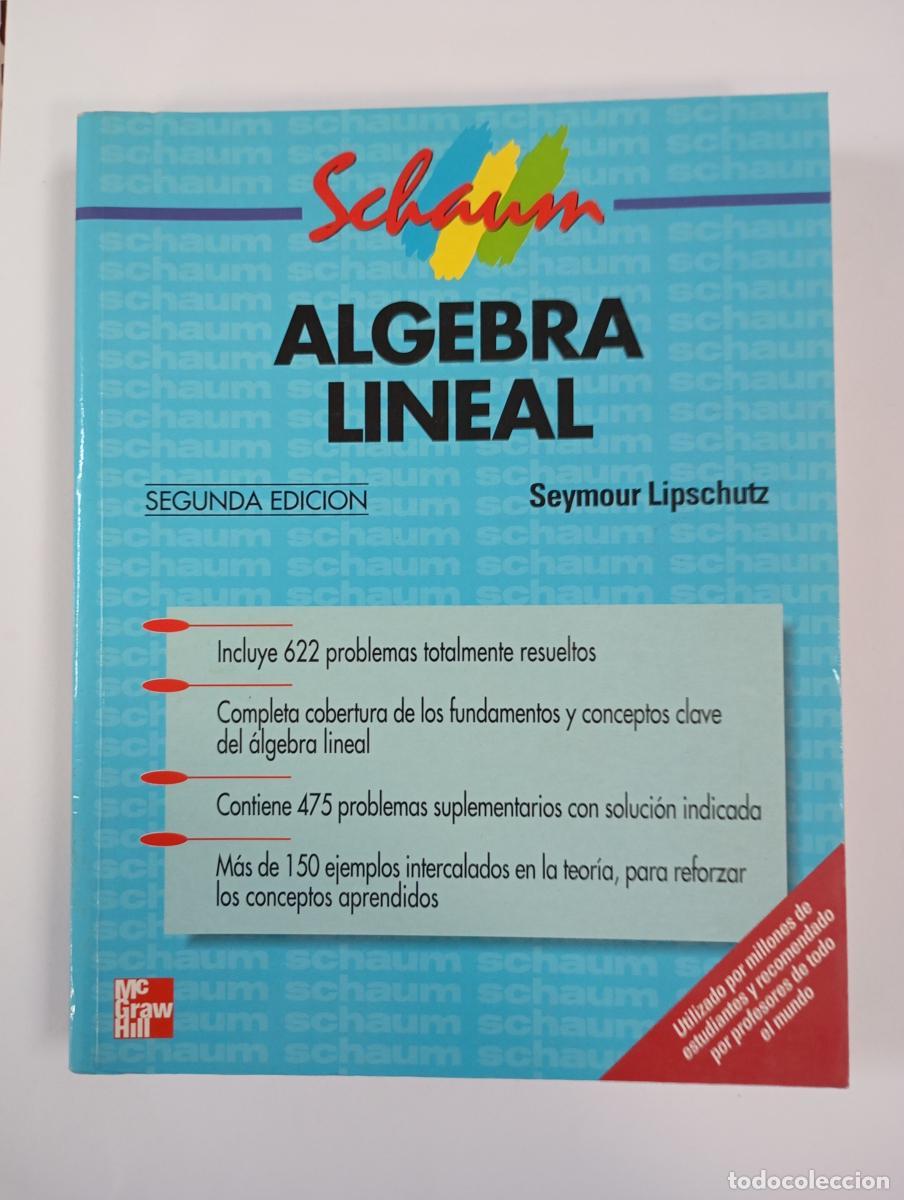 Schaum
ALGEBRA
LINEAL
SEGUNDA EDICION
Seymour Lipschutz
Incluye 622 problemas totalmente resueltos
Completa cobertura de los fundamentos y conceptos clave
del álgebra lineal
Contiene 475 problemas suplementarios con solución indicada
Más de 150 ejemplos intercalados en la teoría, para reforzar
los conceptos aprendidos
Utilizado por millones de
estudiantes y recomendado
por profesores de todo
el mundo
Mc
Graw
Hill
todocoleccion